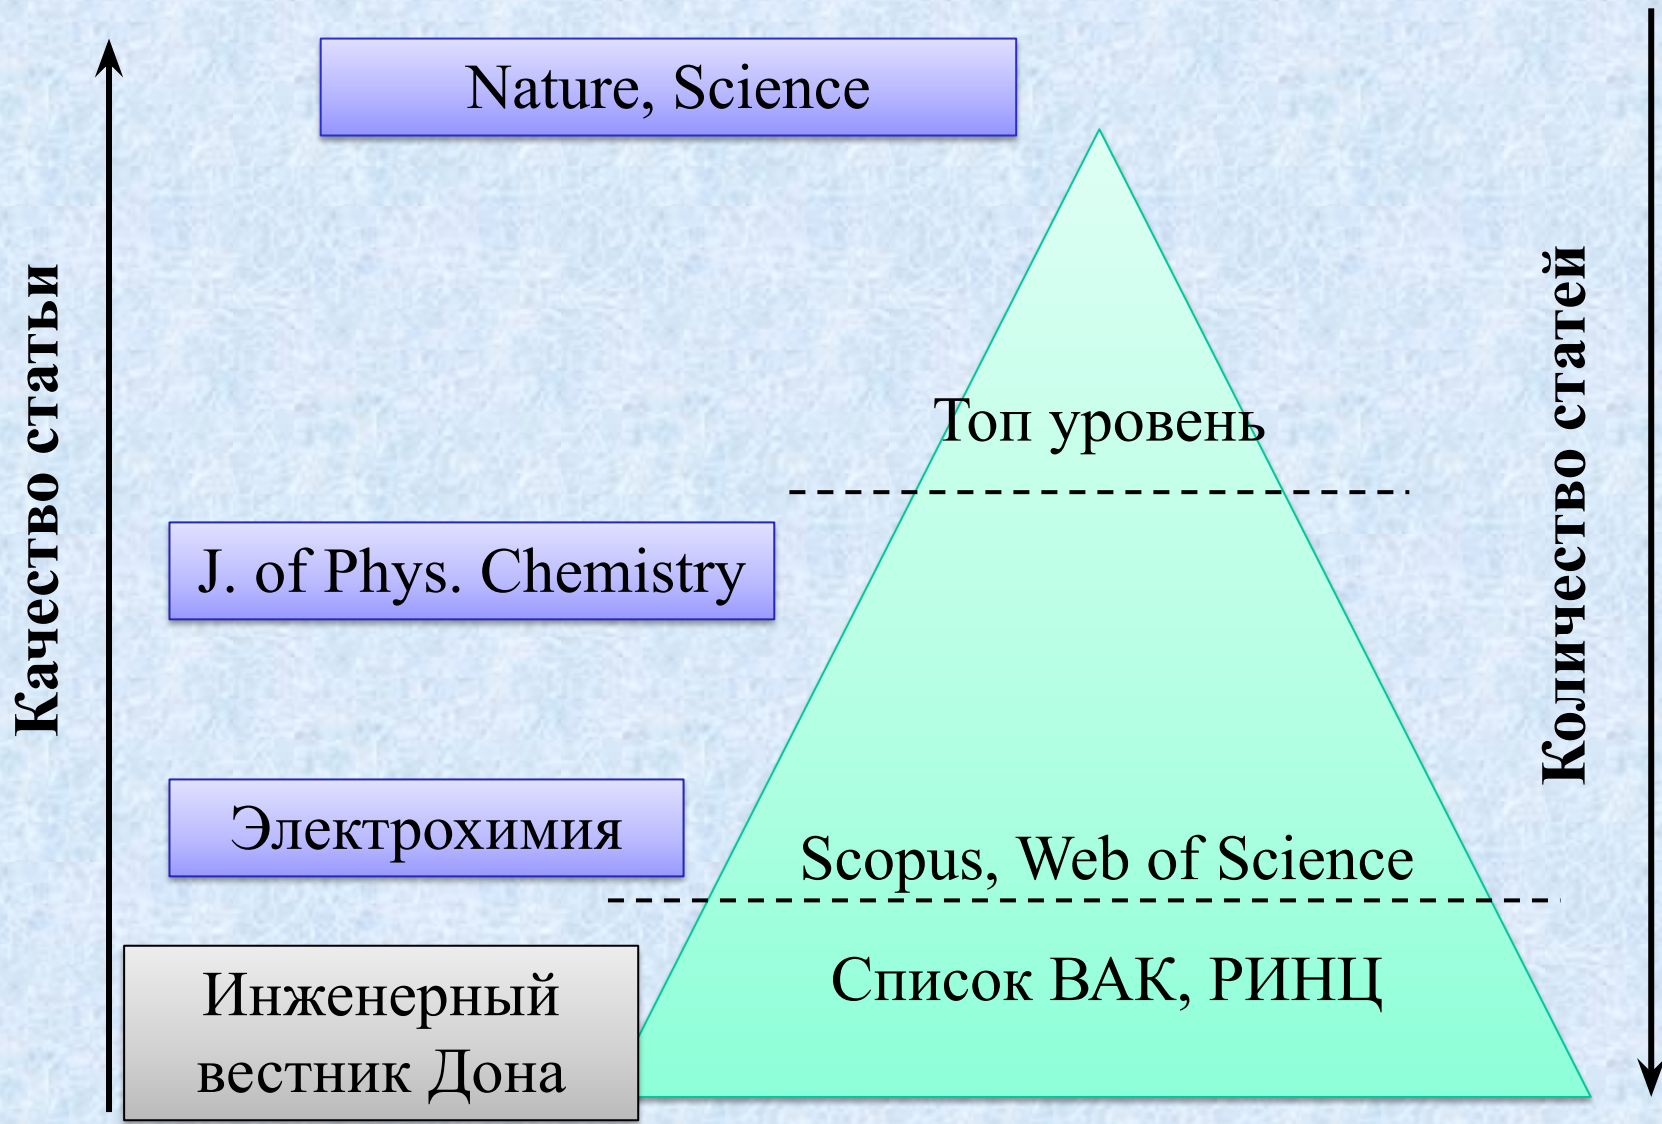 Nature, Science
Качество статьи
Количество статей
Топ уровень
J. of Phys. Chemistry
Электрохимия
Scopus, Web of Science
Список ВАК, РИНЦ
Инженерный
вестник Дона